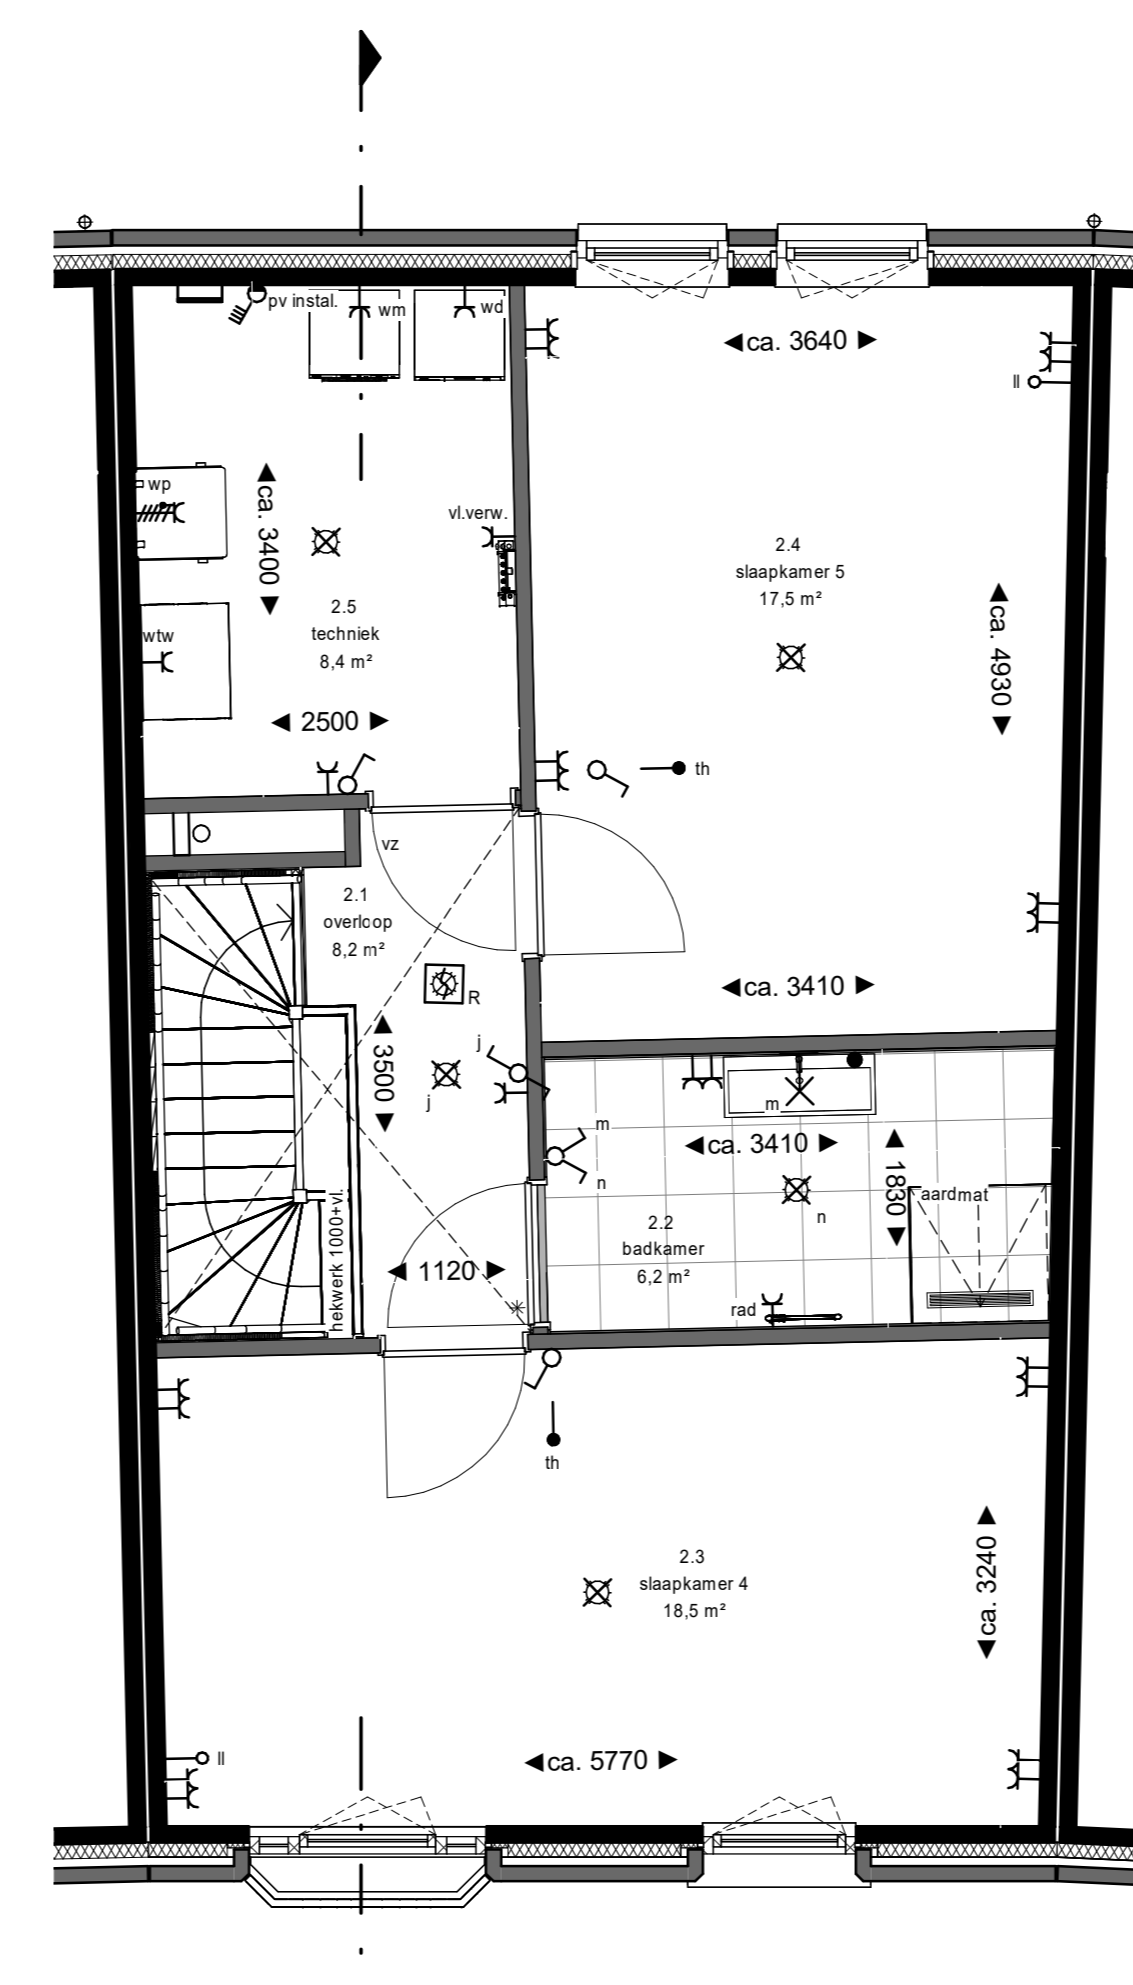 pv instal.
wm
wd
◄ca. 3640 ►
ll
wp
◄ca. 3400 ►
vl.verw.
2.4
slaapkamer 5
17,5 m²
◄ca. 4930 ►
2.5
techniek
8,4 m²
wtw
◄ 2500 ►
th
vz
2.1
overloop
8,2 m²
R
◄ca. 3410 ►
◄ 3500 ►
j
j
m
m
n
◄ca. 3410 ►
◄ 1830 ►
aardmat
n
2.2
badkamer
6,2 m²
hekwerk 1000+vl.
◄ 1120 ►
rad
th
2.3
slaapkamer 4
18,5 m²
◄ca. 3240 ►
ll
◄ca. 5770 ►